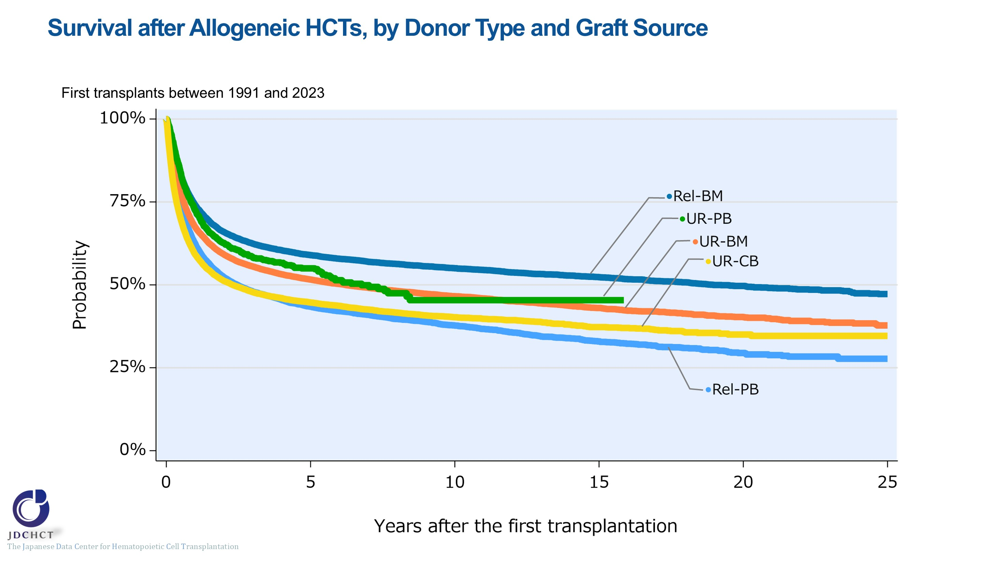 Survival after Allogeneic HCTs, by Donor Type and Graft Source
First transplants between 1991 and 2023
100%
75%
50%
25%
0%
Probability
Rel-BM
UR-PB
UR-BM
UR-CB
Rel-PB
0 5 10 15 20 25
Years after the first transplantation
JDCHCT
The Japanese Data Center for Hematopoietic Cell Transplantation